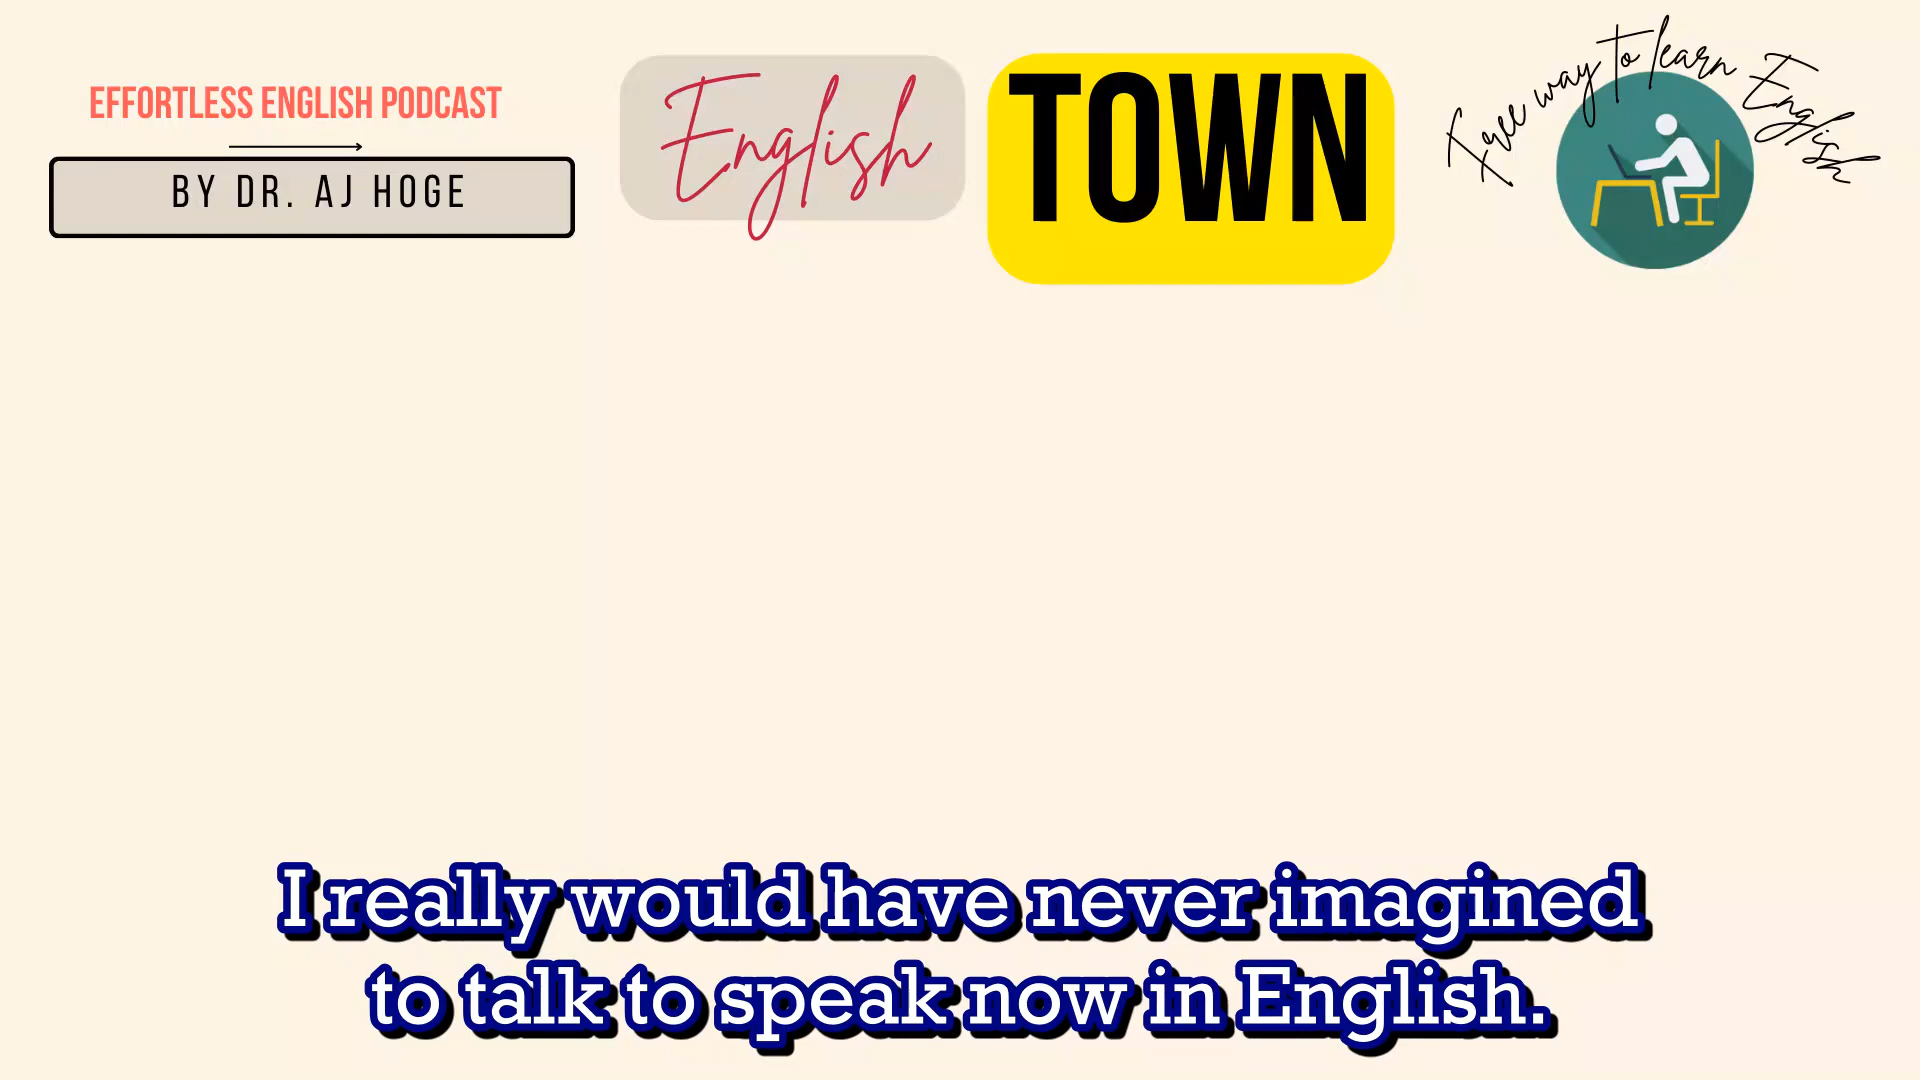 EFFORTLESS ENGLISH PODCAST
BY DR. AJ HOGE
English
TOWN
Free way to learn English
I really would have never imagined
to talk to speak now in English.